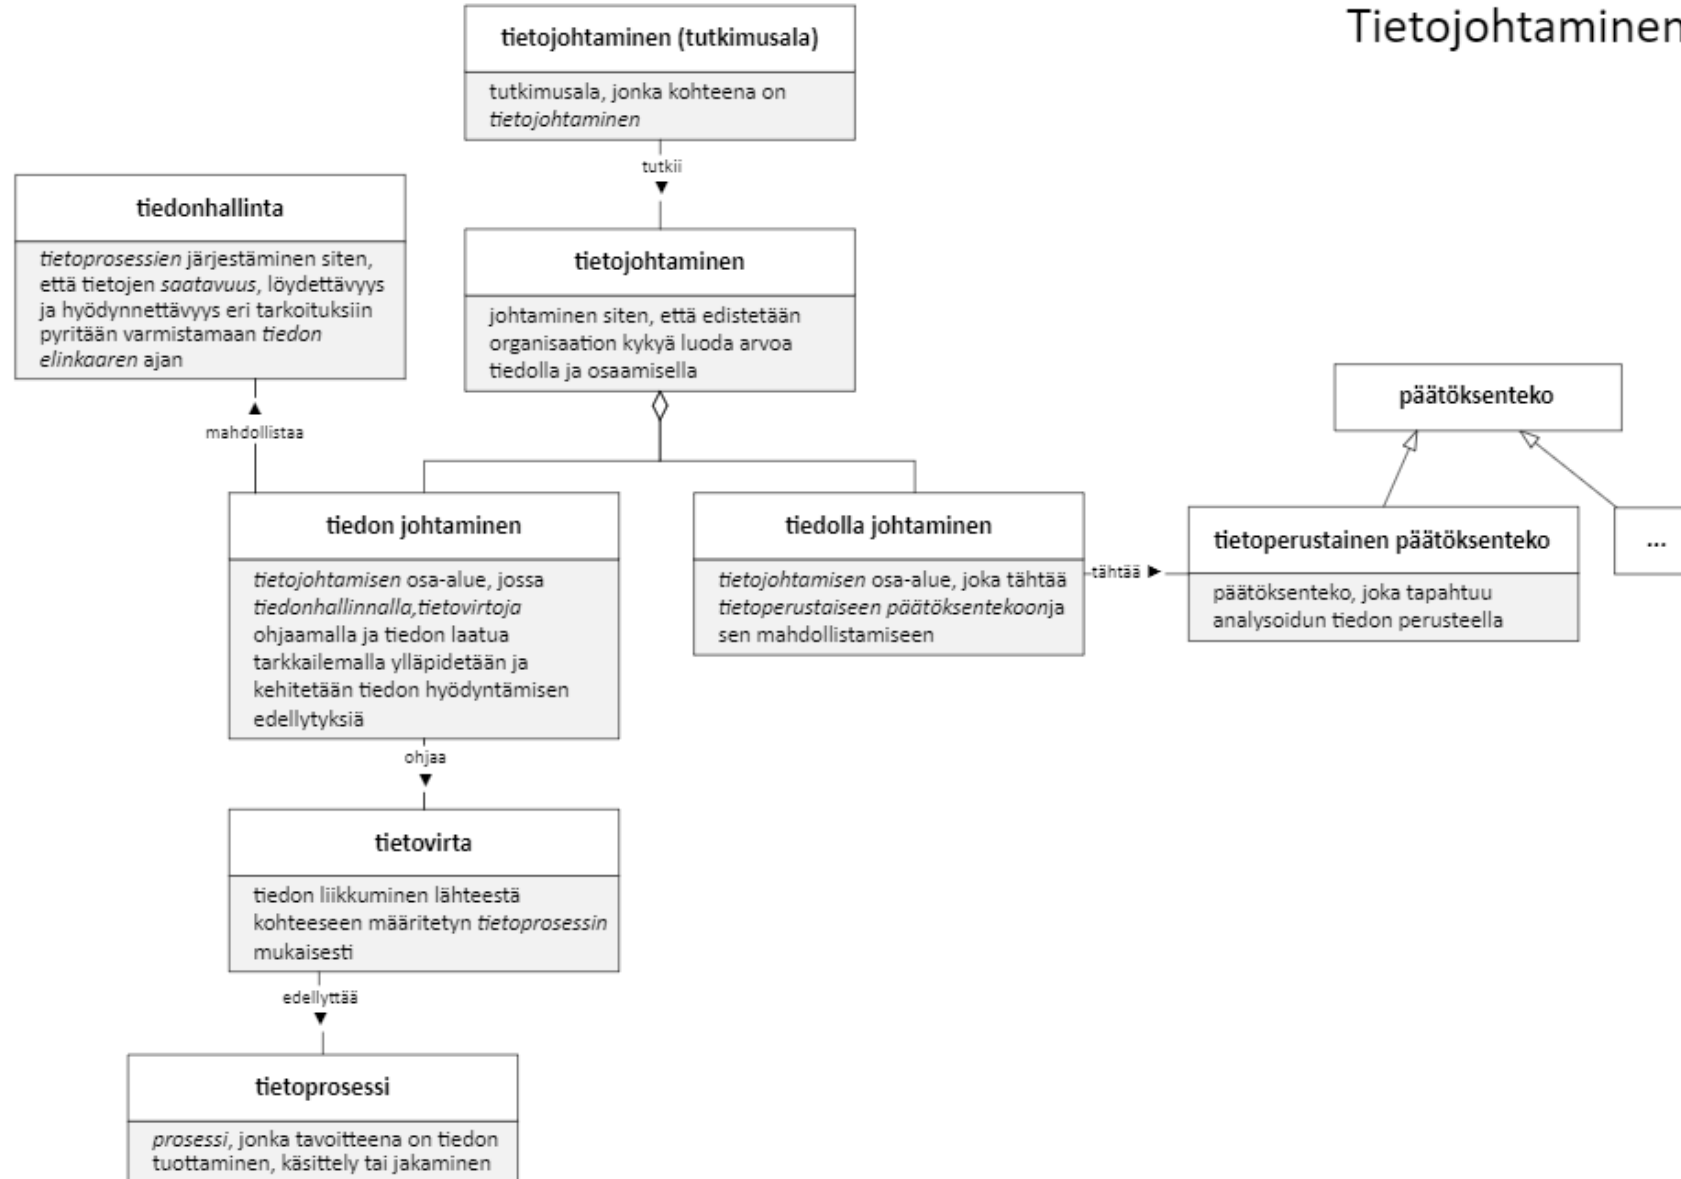 Tietojohtaminen
tietojohtaminen (tutkimusala)
tutkimusala, jonka kohteena on
tietojohtaminen
tutkii
tiedonhallinta
tietoprosessien järjestäminen siten,
että tietojen saatavuus, löydettävyys
ja hyödynnettävyys eri tarkoituksiin
pyritään varmistamaan tiedon
elinkaaren ajan
tietojohtaminen
johtaminen siten, että edistetään
organisaation kykyä luoda arvoa
tiedolla ja osaamisella
mahdollistaa
päätöksenteko
tiedon johtaminen
tietojohtamisen osa-alue, jossa
tiedonhallinnalla,tietovirtoja
ohjaamalla ja tiedon laatua
tarkkailemalla ylläpidetään ja
kehitetään tiedon hyödyntämisen
edellytyksiä
tiedolla johtaminen
tietojohtamisen osa-alue, joka tähtää
tietoperustaiseen päätöksentekoonja
sen mahdollistamiseen
tähtää
tietoperustainen päätöksenteko
päätöksenteko, joka tapahtuu
analysoidun tiedon perusteella
...
ohjaa
tietovirta
tiedon liikkuminen lähteestä
kohteeseen määritetyn tietoprosessin
mukaisesti
edellyttää
tietoprosessi
prosessi, jonka tavoitteena on tiedon
tuottaminen, käsittely tai jakaminen